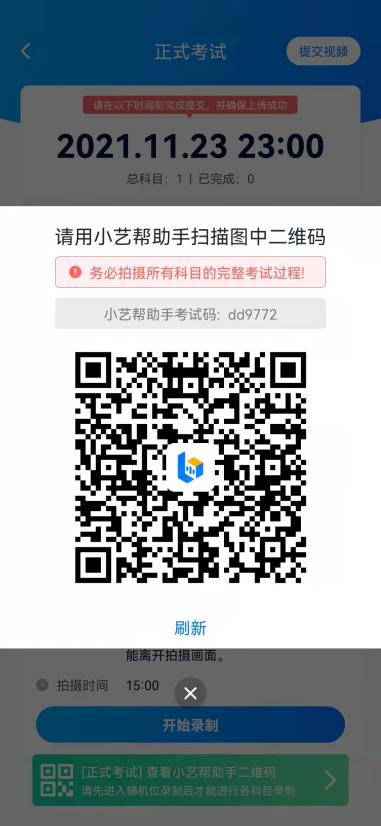 正式考试
提交视频
请在以下时间前完成提交，并确保上传成功
2021.11.23 23:00
总科目：1 | 已完成：0
请用小艺帮助手扫描图中二维码
务必拍摄所有科目的完整考试过程!
小艺帮助手考试码: dd9772
刷新
能离开拍摄画面。
拍摄时间 15:00
开始录制
[正式考试] 查看小艺帮助手二维码
请先进入辅机位录制后才能进行各科目录制